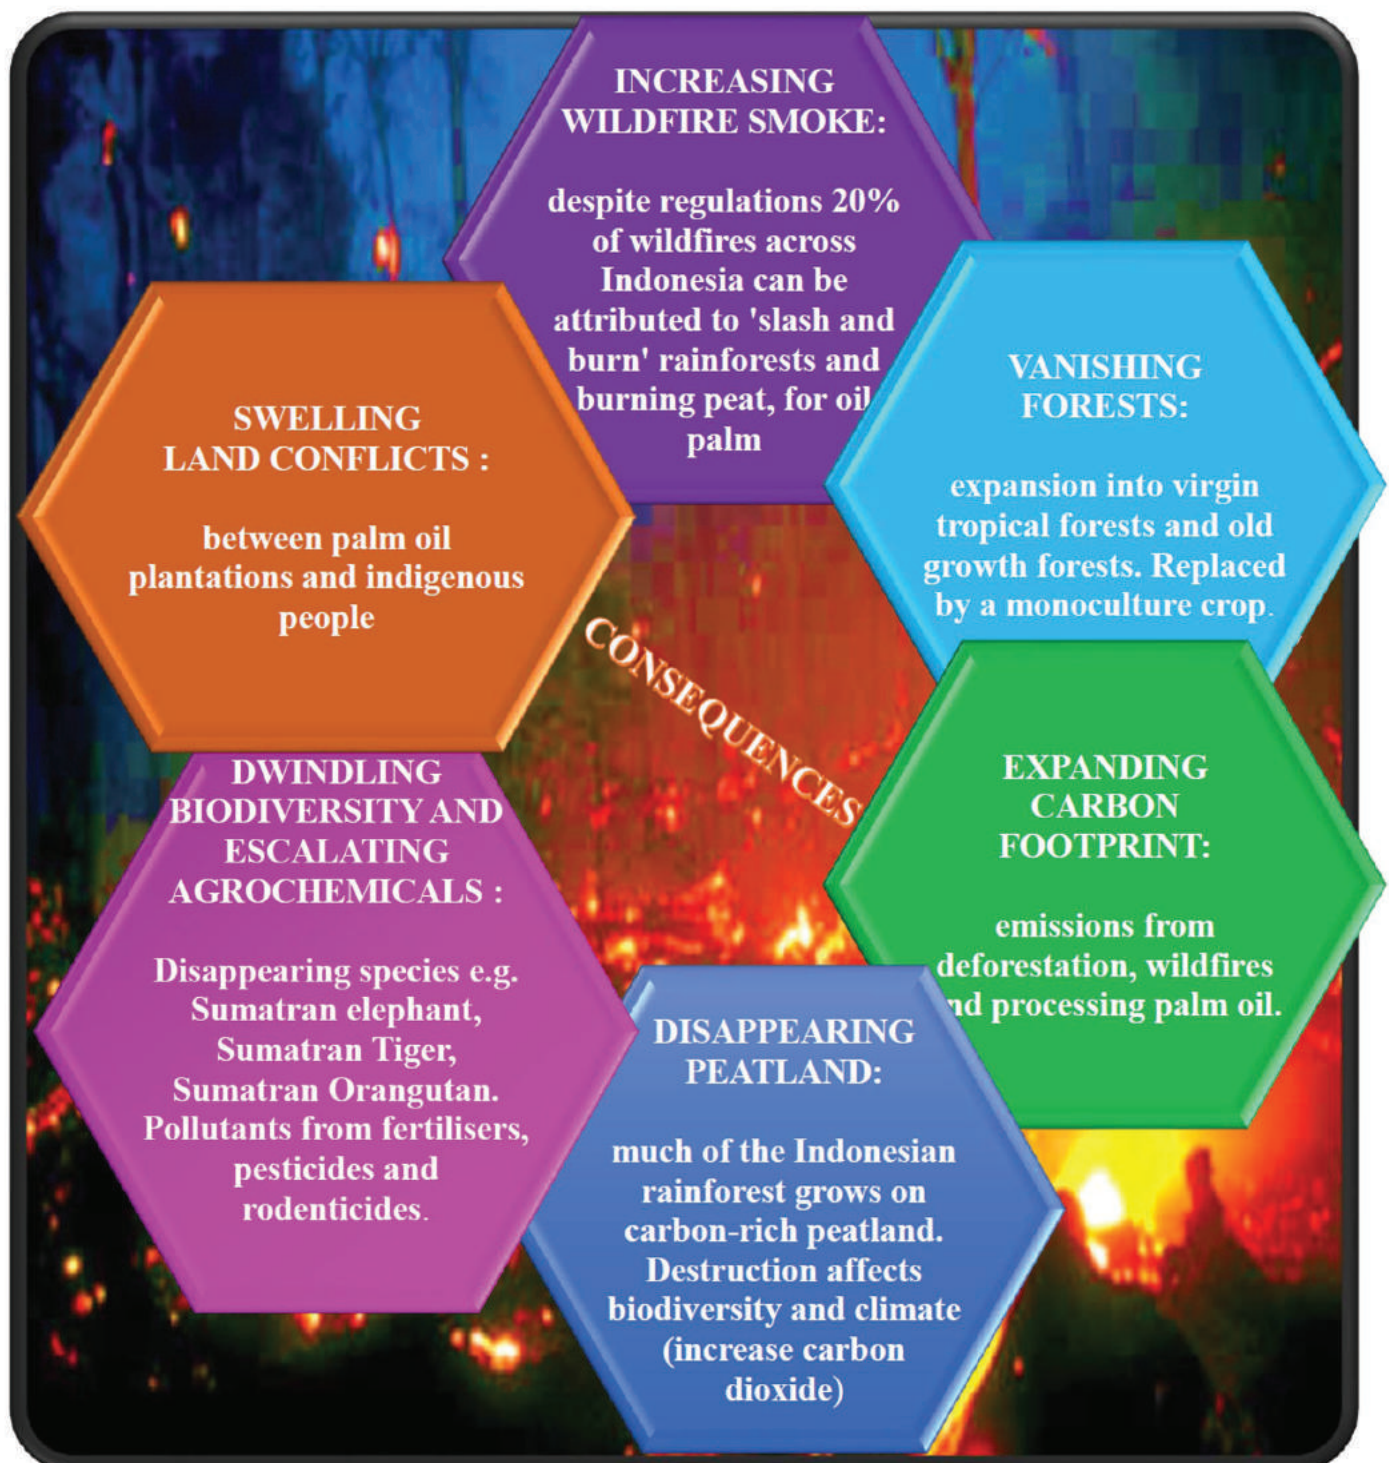 INCREASING
WILDFIRE SMOKE:
despite regulations 20%
of wildfires across
Indonesia can be
attributed to 'slash and
burn' rainforests and
burning peat, for oil
palm
VANISHING
FORESTS:
expansion into virgin
tropical forests and old
growth forests. Replaced
by a monoculture crop.
EXPANDING
CARBON
FOOTPRINT:
emissions from
deforestation, wildfires
nd processing palm oil.
DISAPPEARING
PEATLAND:
much of the Indonesian
rainforest grows on
carbon-rich peatland.
Destruction affects
biodiversity and climate
(increase carbon
dioxide)
DWINDLING
BIODIVERSITY AND
ESCALATING
AGROCHEMICALS :
Disappearing species e.g.
Sumatran elephant,
Sumatran Tiger,
Sumatran Orangutan.
Pollutants from fertilisers,
pesticides and
rodenticides.
SWELLING
LAND CONFLICTS :
between palm oil
plantations and indigenous
people
CONSEQUENCES